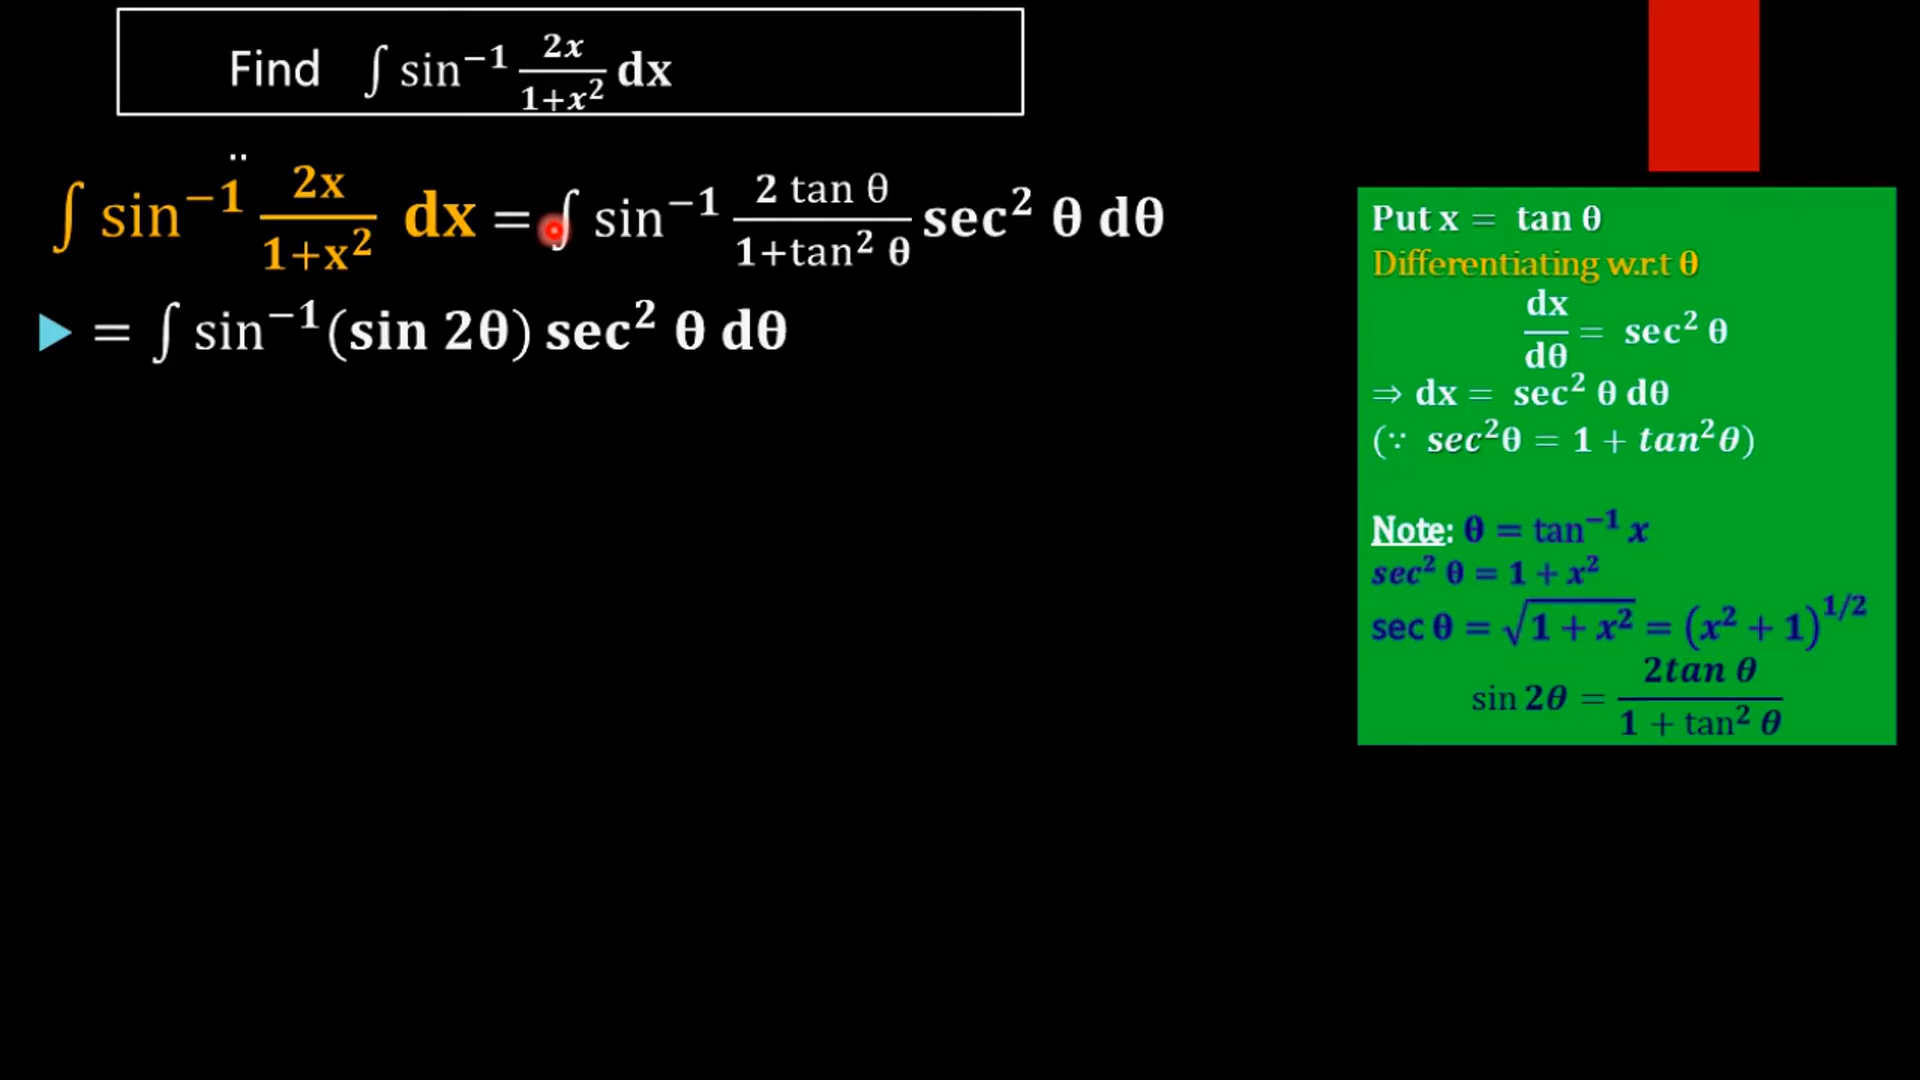 Find ∫ sin⁻¹ 2x/(1+x²) dx
∫ sin⁻¹ 2x/(1+x²) dx = ∫ sin⁻¹ (2 tan θ)/(1+tan² θ) sec² θ dθ
= ∫ sin⁻¹(sin 2θ) sec² θ dθ
Put x = tan θ
Differentiating w.r.t θ
dx/dθ = sec² θ
⇒ dx = sec² θ dθ
(∵ sec²θ = 1 + tan²θ)
Note: θ = tan⁻¹ x
sec² θ = 1 + x²
sec θ = √(1 + x²) = (x² + 1)^(1/2)
sin 2θ = (2tan θ)/(1 + tan² θ)